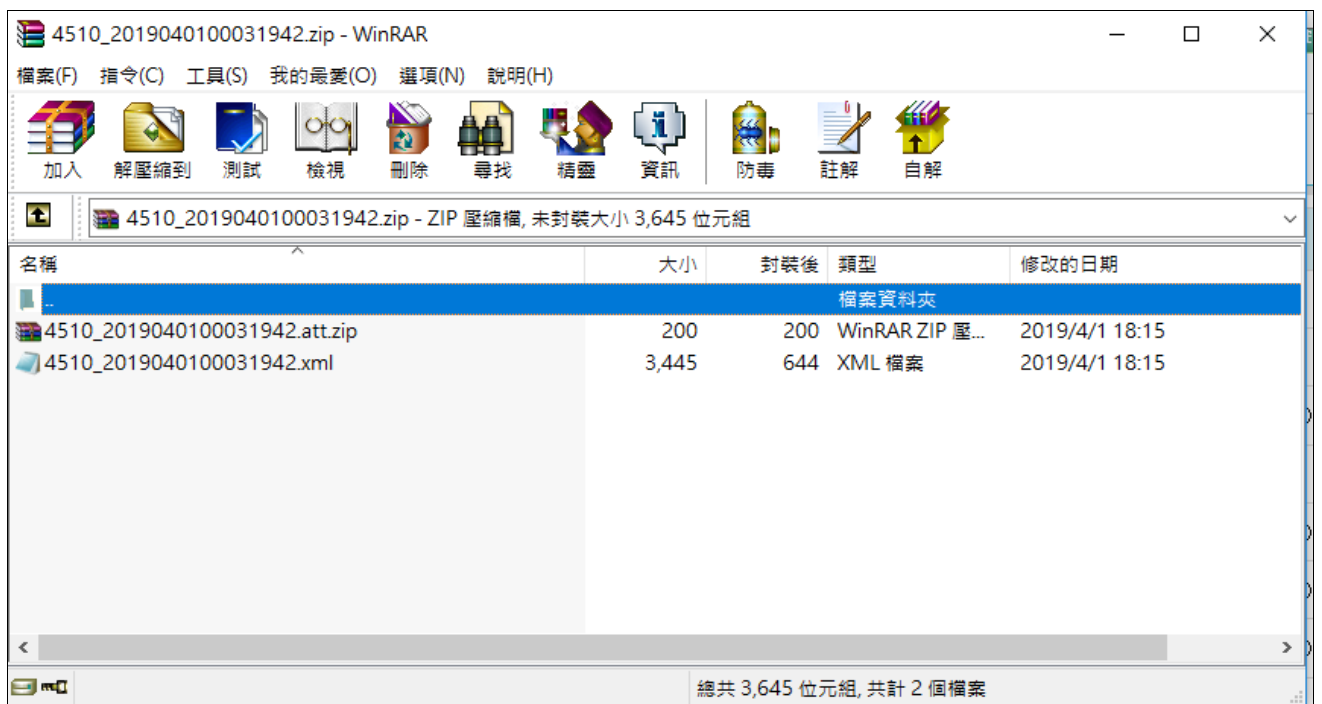 4510_2019040100031942.zip - WinRAR
檔案(F) 指令(C) 工具(S) 我的最愛(O) 選項(N) 說明(H)
加入 解壓縮到 測試 檢視 刪除 尋找 精靈 資訊 防毒 註解 自解
4510_2019040100031942.zip - ZIP 壓縮檔, 未封裝大小 3,645 位元組
名稱 大小 封裝後 類型 修改的日期
.. 檔案資料夾
4510_2019040100031942.att.zip 200 200 WinRAR ZIP 壓... 2019/4/1 18:15
4510_2019040100031942.xml 3,445 644 XML 檔案 2019/4/1 18:15
總共 3,645 位元組, 共計 2 個檔案